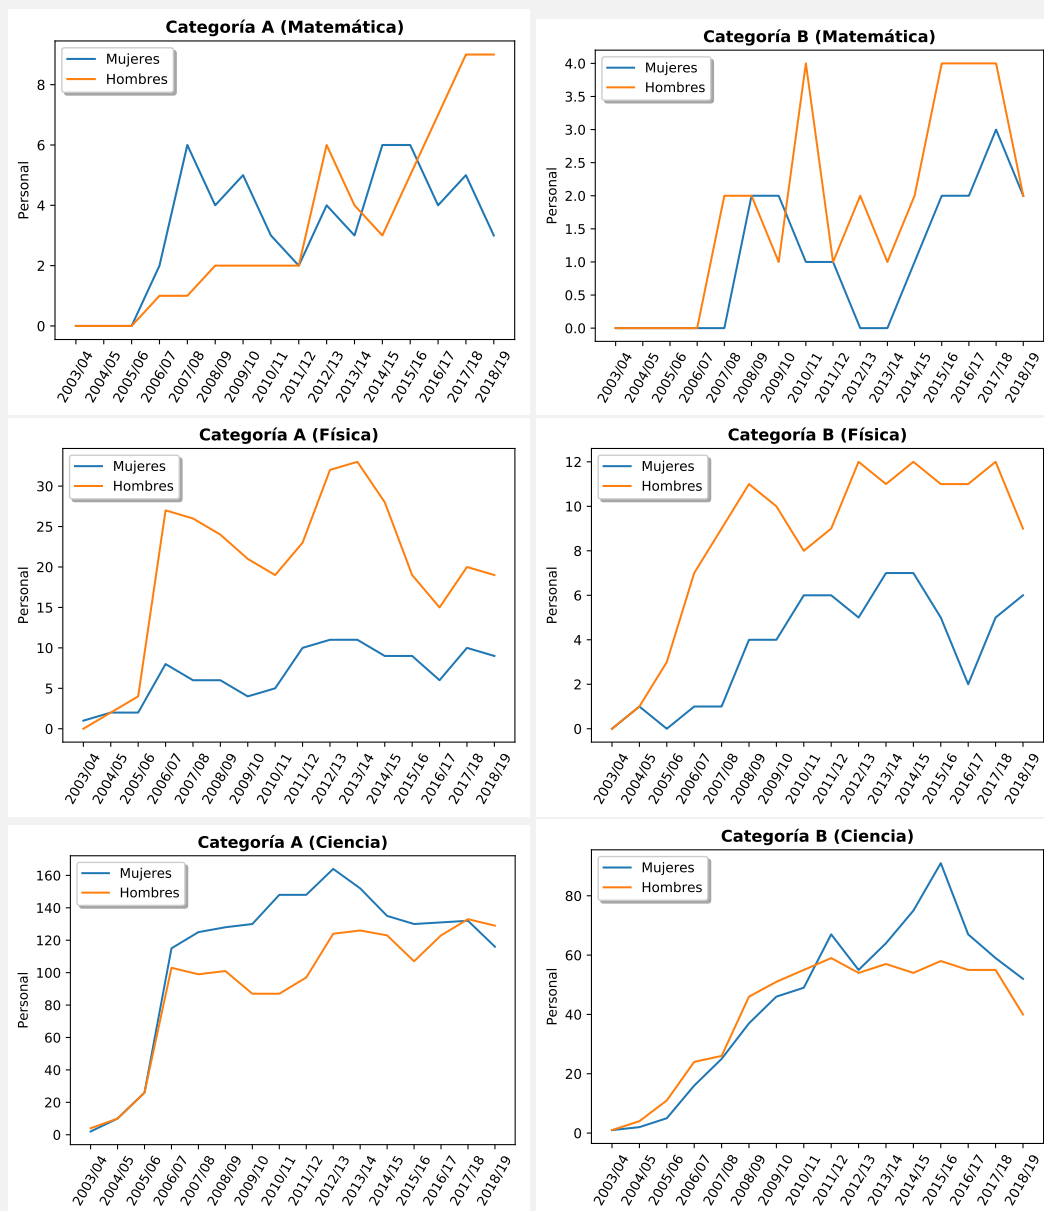 Categoría A (Matemática)
Mujeres
Hombres
8
6
4
2
0
Personal
2003/04 2004/05 2005/06 2006/07 2007/08 2008/09 2009/10 2010/11 2011/12 2012/13 2013/14 2014/15 2015/16 2016/17 2017/18 2018/19
Categoría B (Matemática)
Mujeres
Hombres
4.0
3.5
3.0
2.5
2.0
1.5
1.0
0.5
0.0
Personal
2003/04 2004/05 2005/06 2006/07 2007/08 2008/09 2009/10 2010/11 2011/12 2012/13 2013/14 2014/15 2015/16 2016/17 2017/18 2018/19
Categoría A (Física)
Mujeres
Hombres
30
25
20
15
10
5
0
Personal
2003/04 2004/05 2005/06 2006/07 2007/08 2008/09 2009/10 2010/11 2011/12 2012/13 2013/14 2014/15 2015/16 2016/17 2017/18 2018/19
Categoría B (Física)
Mujeres
Hombres
12
10
8
6
4
2
0
Personal
2003/04 2004/05 2005/06 2006/07 2007/08 2008/09 2009/10 2010/11 2011/12 2012/13 2013/14 2014/15 2015/16 2016/17 2017/18 2018/19
Categoría A (Ciencia)
Mujeres
Hombres
160
140
120
100
80
60
40
20
0
Personal
2003/04 2004/05 2005/06 2006/07 2007/08 2008/09 2009/10 2010/11 2011/12 2012/13 2013/14 2014/15 2015/16 2016/17 2017/18 2018/19
Categoría B (Ciencia)
Mujeres
Hombres
80
60
40
20
0
Personal
2003/04 2004/05 2005/06 2006/07 2007/08 2008/09 2009/10 2010/11 2011/12 2012/13 2013/14 2014/15 2015/16 2016/17 2017/18 2018/19